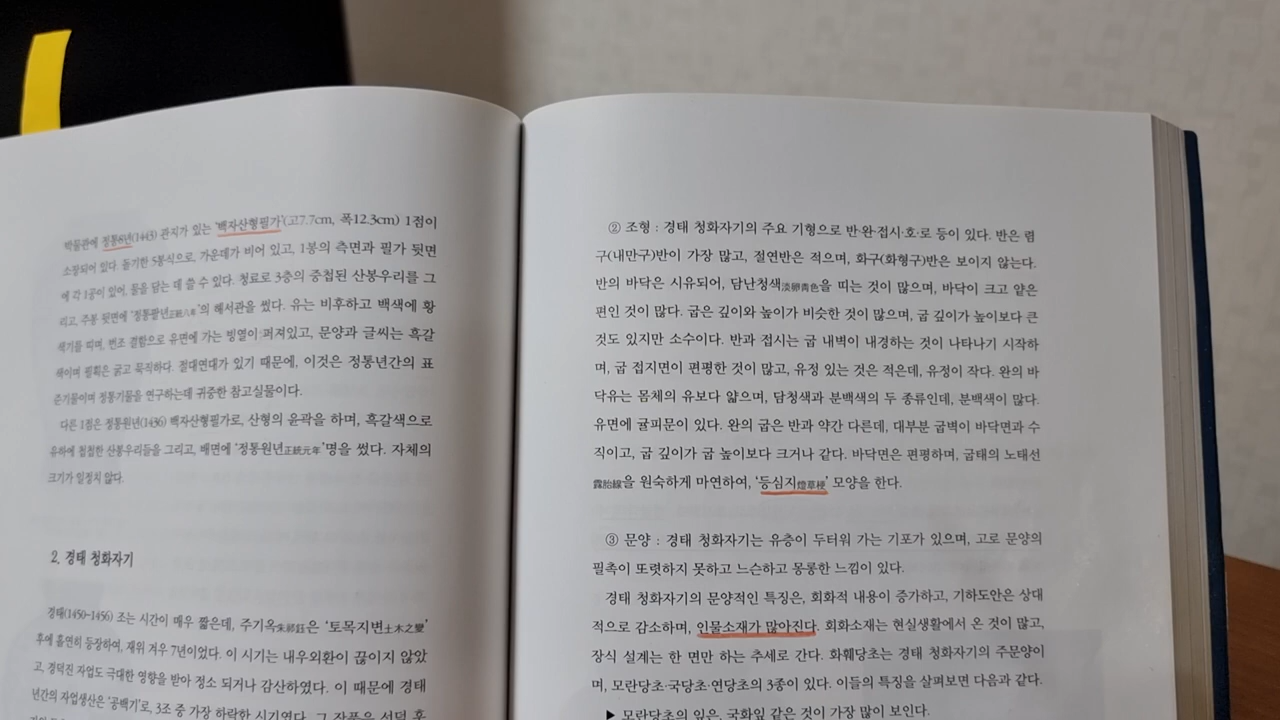 박물관에 정통8년(1443) 관지가 있는 '백자산형필가'(고7.7cm, 폭12.3cm) 1점이
소장되어 있다. 돌기한 5봉식으로, 가운데가 비어 있고, 1봉의 측면과 필가 뒷면
에 각 1공이 있어, 물을 담는 데 쓸 수 있다. 청료로 3층의 중첩된 산봉우리를 그
리고, 주봉 뒷면에 '정통팔년正統八年'의 해서관을 썼다. 유는 비후하고 백색에 황
색기를 띠며, 번조 결함으로 유면에 가는 빙열이 퍼져있고, 문양과 글씨는 흑갈
색이며 필획은 굵고 묵직하다. 절대연대가 있기 때문에, 이것은 정통년간의 표
준기물이며 정통기물을 연구하는데 귀중한 참고실물이다.
다른 1점은 정통원년(1436) 백자산형필가로, 산형의 윤곽을 하며, 흑갈색으로
유하에 첩첩한 산봉우리들을 그리고, 배면에 '정통원년正統元年'명을 썼다. 자체의
크기가 일정치 않다.
2. 경태 청화자기
경태(1450~1456) 조는 시간이 매우 짧은데, 주기옥朱祁鈺은 '토목지변土木之變'
후에 홀연히 등장하여, 재위 겨우 7년이었다. 이 시기는 내우외환이 끊이지 않았
고, 경덕진 자업도 극대한 영향을 받아 정소 되거나 감산하였다. 이 때문에 경태
년간의 자업생산은 '공백기'로, 3조 중 가장 하락한 시기였다. 그 작품은 선덕 후
② 조형 : 경태 청화자기의 주요 기형으로 반·완·접시·호·로 등이 있다. 반은 렴
구(내만구)반이 가장 많고, 절연반은 적으며, 화구(화형구)반은 보이지 않는다.
반의 바닥은 시유되어, 담난청색淡卵靑色을 띠는 것이 많으며, 바닥이 크고 얕은
편인 것이 많다. 굽은 깊이와 높이가 비슷한 것이 많으며, 굽 깊이가 높이보다 큰
것도 있지만 소수이다. 반과 접시는 굽 내벽이 내경하는 것이 나타나기 시작하
며, 굽 접지면이 편평한 것이 많고, 유정 있는 것은 적은데, 유정이 작다. 완의 바
닥유는 몸체의 유보다 얇으며, 담청색과 분백색의 두 종류인데, 분백색이 많다.
유면에 귤피문이 있다. 완의 굽은 반과 약간 다른데, 대부분 굽벽이 바닥면과 수
직이고, 굽 깊이가 굽 높이보다 크거나 같다. 바닥면은 편평하며, 굽태의 노태선
露胎線을 원숙하게 마연하여, '등심지燈草梗' 모양을 한다.
③ 문양 : 경태 청화자기는 유층이 두터워 가는 기포가 있으며, 고로 문양의
필촉이 또렷하지 못하고 느슨하고 몽롱한 느낌이 있다.
경태 청화자기의 문양적인 특징은, 회화적 내용이 증가하고, 기하도안은 상대
적으로 감소하며, 인물소재가 많아진다. 회화소재는 현실생활에서 온 것이 많고,
장식 설계는 한 면만 하는 추세로 간다. 화훼당초는 경태 청화자기의 주문양이
며, 모란당초·국당초·연당초의 3종이 있다. 이들의 특징을 살펴보면 다음과 같다.
▶ 모란당초의 잎은, 국화잎 같은 것이 가장 많이 보인다.